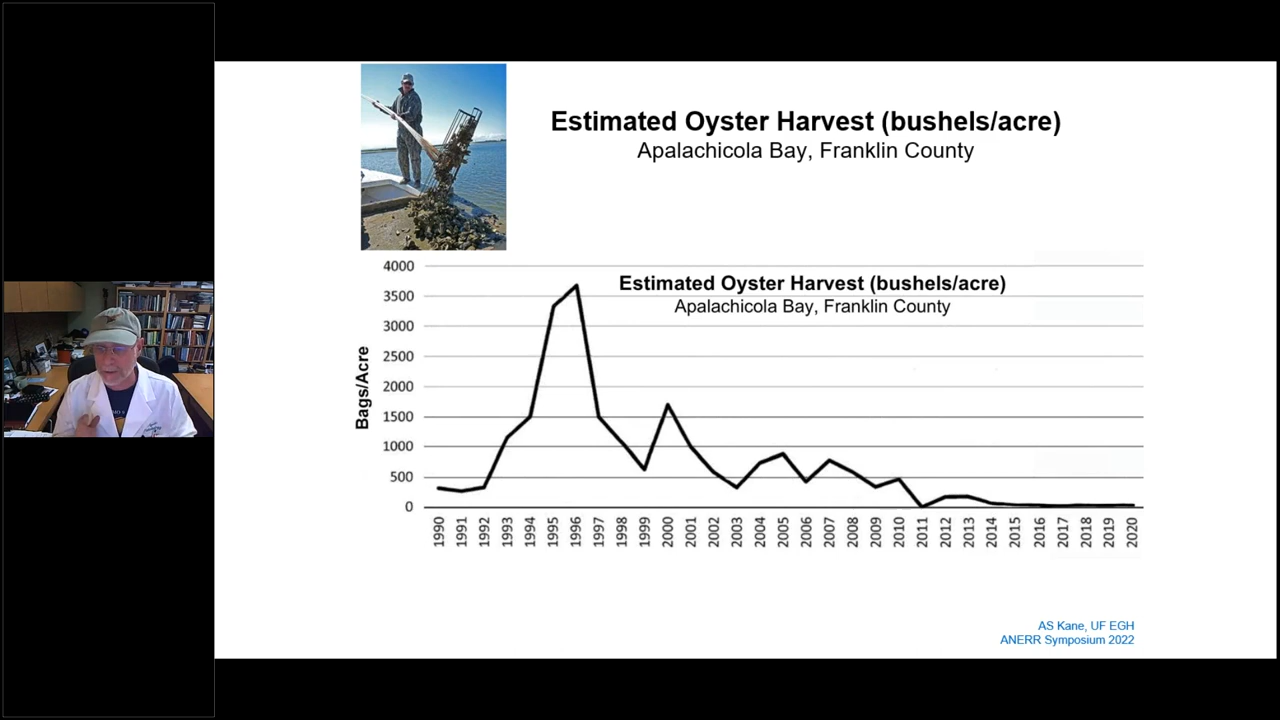 Estimated Oyster Harvest (bushels/acre)
Apalachicola Bay, Franklin County
Estimated Oyster Harvest (bushels/acre)
Apalachicola Bay, Franklin County
Bags/Acre
4000
3500
3000
2500
2000
1500
1000
500
0
1990 1991 1992 1993 1994 1995 1996 1997 1998 1999 2000 2001 2002 2003 2004 2005 2006 2007 2008 2009 2010 2011 2012 2013 2014 2015 2016 2017 2018 2019 2020
AS Kane, UF EGH
ANERR Symposium 2022